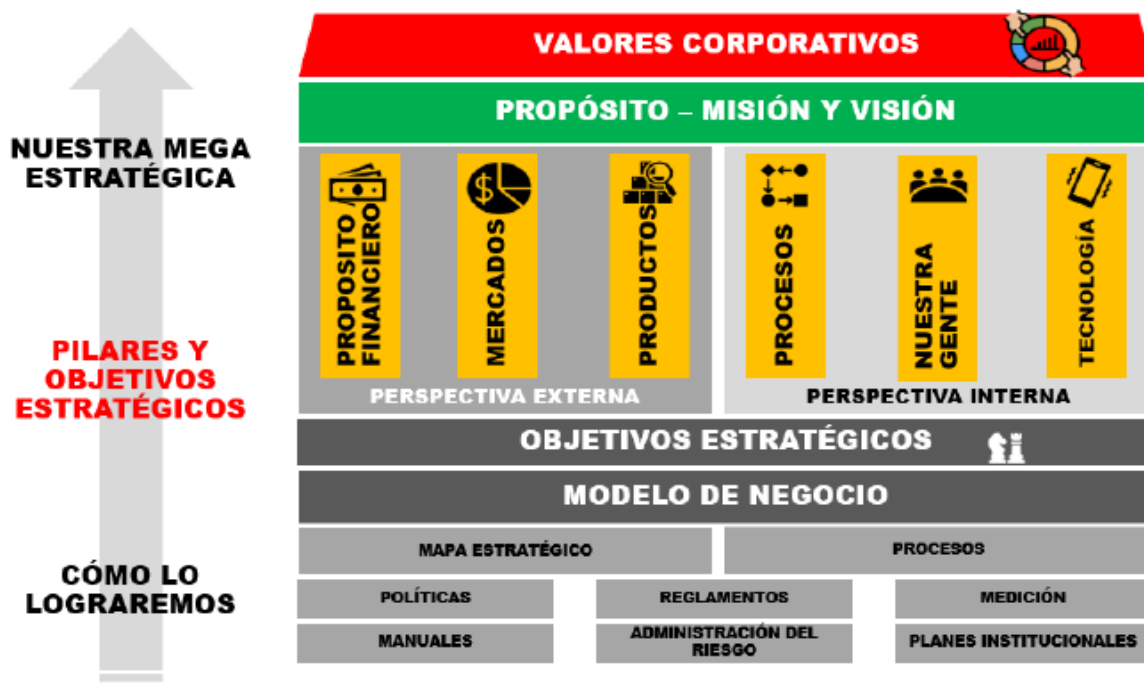 VALORES CORPORATIVOS
PROPÓSITO – MISIÓN Y VISIÓN
NUESTRA MEGA
ESTRATÉGICA
PROPOSITO
FINANCIERO
MERCADOS
PRODUCTOS
PROCESOS
NUESTRA
GENTE
TECNOLOGÍA
PILARES Y
OBJETIVOS
ESTRATÉGICOS
PERSPECTIVA EXTERNA
PERSPECTIVA INTERNA
OBJETIVOS ESTRATÉGICOS
MODELO DE NEGOCIO
MAPA ESTRATÉGICO
PROCESOS
CÓMO LO
LOGRAREMOS
POLÍTICAS
REGLAMENTOS
MEDICIÓN
MANUALES
ADMINISTRACIÓN DEL
RIESGO
PLANES INSTITUCIONALES